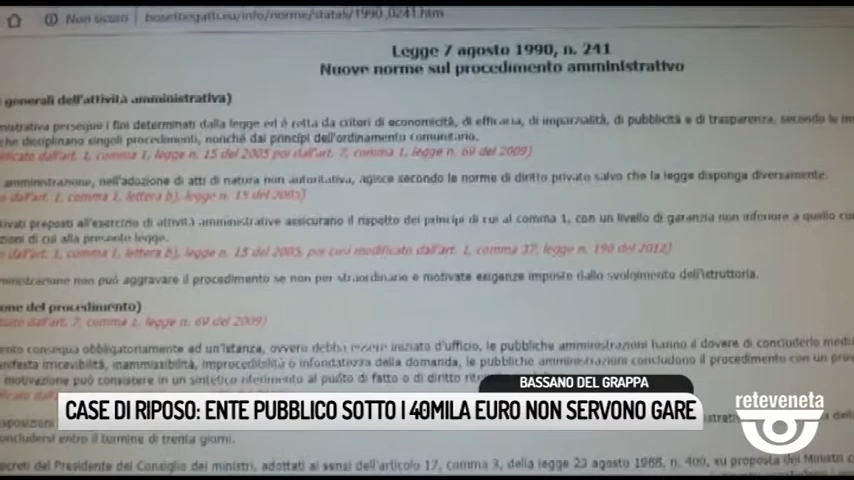 Non sicuro | bosettiegatti.eu/info/norme/statali/1990_0241.htm
Legge 7 agosto 1990, n. 241
Nuove norme sul procedimento amministrativo
generali dell'attività amministrativa)
persegue i fini determinati dalla legge ed è retta da criteri di economicità, di efficacia, di imparzialità, di pubblicità e di trasparenza, secondo le
che disciplinano singoli procedimenti, nonché dai principi dell'ordinamento comunitario.
dall'art. 1, comma 1, legge n. 15 del 2005 poi dall'art. 7, comma 1, legge n. 69 del 2009)
amministrazione, nell'adozione di atti di natura non autoritativa, agisce secondo le norme di diritto privato salvo che la legge disponga diversamente.
dall'art. 1, comma 1, lettera b), legge n. 15 del 2005)
preposti all'esercizio di attività amministrative assicurano il rispetto dei principi di cui al comma 1, con un livello di garanzia non inferiore a quello cui
di cui alla presente legge.
dall'art. 1, comma 1, lettera b), legge n. 15 del 2005, poi così modificato dall'art. 1, comma 37, legge n. 190 del 2012)
non può aggravare il procedimento se non per straordinarie e motivate esigenze imposte dallo svolgimento dell'istruttoria.
one del procedimento)
dall'art. 7, comma 1, legge n. 69 del 2009)
consegua obbligatoriamente ad un'istanza, ovvero debba essere iniziato d'ufficio, le pubbliche amministrazioni hanno il dovere di concluderlo
irricevibilità, inammissibilità, improcedibilità o infondatezza della domanda, le pubbliche amministrazioni concludono il procedimento con un
motivazione può consistere in un sintetico riferimento al punto di fatto o di diritto
BASSANO DEL GRAPPA
CASE DI RIPOSO: ENTE PUBBLICO SOTTO I 40MILA EURO NON SERVONO GARE
reteveneta
concludersi entro il termine di trenta giorni.
del Presidente del Consiglio dei ministri, adottati ai sensi dell'articolo 17, comma 3, della legge 23 agosto 1988, n. 400, su proposta dei Ministri